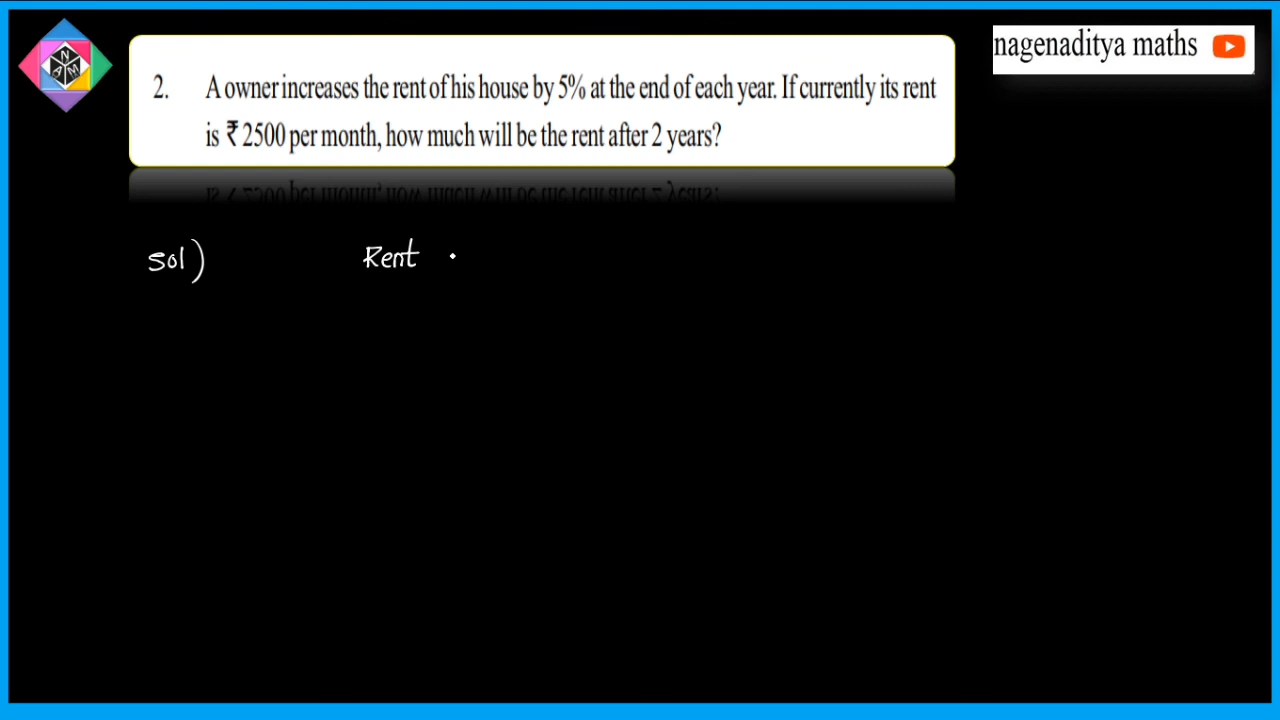 nagenaditya maths
N
A M
2. A owner increases the rent of his house by 5% at the end of each year. If currently its rent
is ₹ 2500 per month, how much will be the rent after 2 years?
Sol) Rent